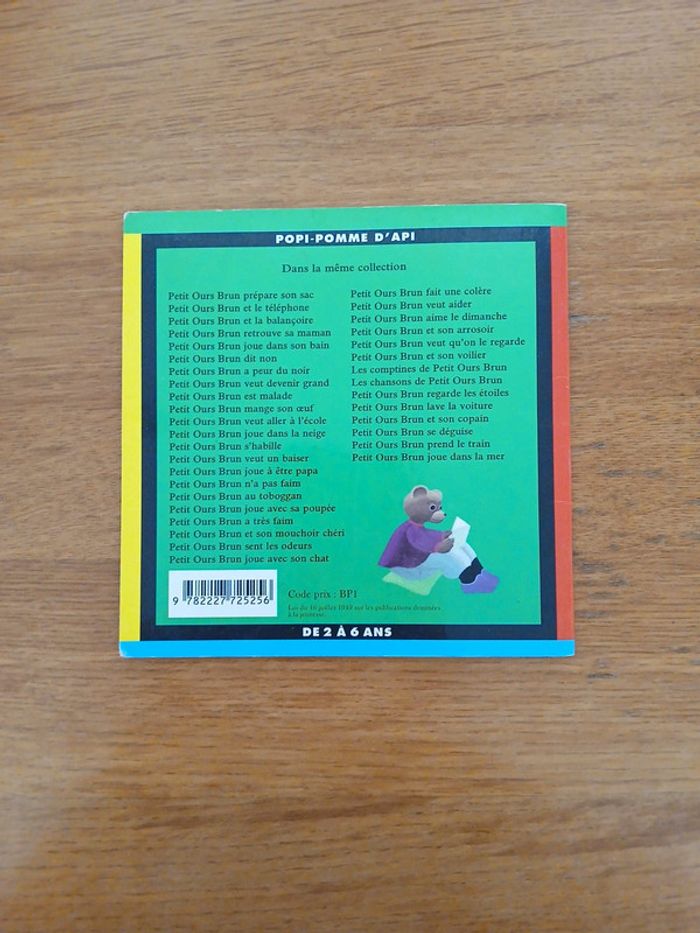 POPI-POMME D'API
Dans la même collection
Petit Ours Brun prépare son sac
Petit Ours Brun et le téléphone
Petit Ours Brun et la balançoire
Petit Ours Brun retrouve sa maman
Petit Ours Brun joue dans son bain
Petit Ours Brun dit non
Petit Ours Brun a peur du noir
Petit Ours Brun veut devenir grand
Petit Ours Brun est malade
Petit Ours Brun mange son œuf
Petit Ours Brun veut aller à l'école
Petit Ours Brun joue dans la neige
Petit Ours Brun s'habille
Petit Ours Brun veut un baiser
Petit Ours Brun joue à être papa
Petit Ours Brun n'a pas faim
Petit Ours Brun au toboggan
Petit Ours Brun joue avec sa poupée
Petit Ours Brun a très faim
Petit Ours Brun et son mouchoir chéri
Petit Ours Brun sent les odeurs
Petit Ours Brun joue avec son chat
Petit Ours Brun fait une colère
Petit Ours Brun veut aider
Petit Ours Brun aime le dimanche
Petit Ours Brun et son arrosoir
Petit Ours Brun veut qu'on le regarde
Petit Ours Brun et son voilier
Les comptines de Petit Ours Brun
Les chansons de Petit Ours Brun
Petit Ours Brun regarde les étoiles
Petit Ours Brun lave la voiture
Petit Ours Brun et son copain
Petit Ours Brun se déguise
Petit Ours Brun prend le train
Petit Ours Brun joue dans la mer
9 782227 725256
Code prix : BP1
Loi du 16 juillet 1949 sur les publications destinées
à la jeunesse.
DE 2 À 6 ANS